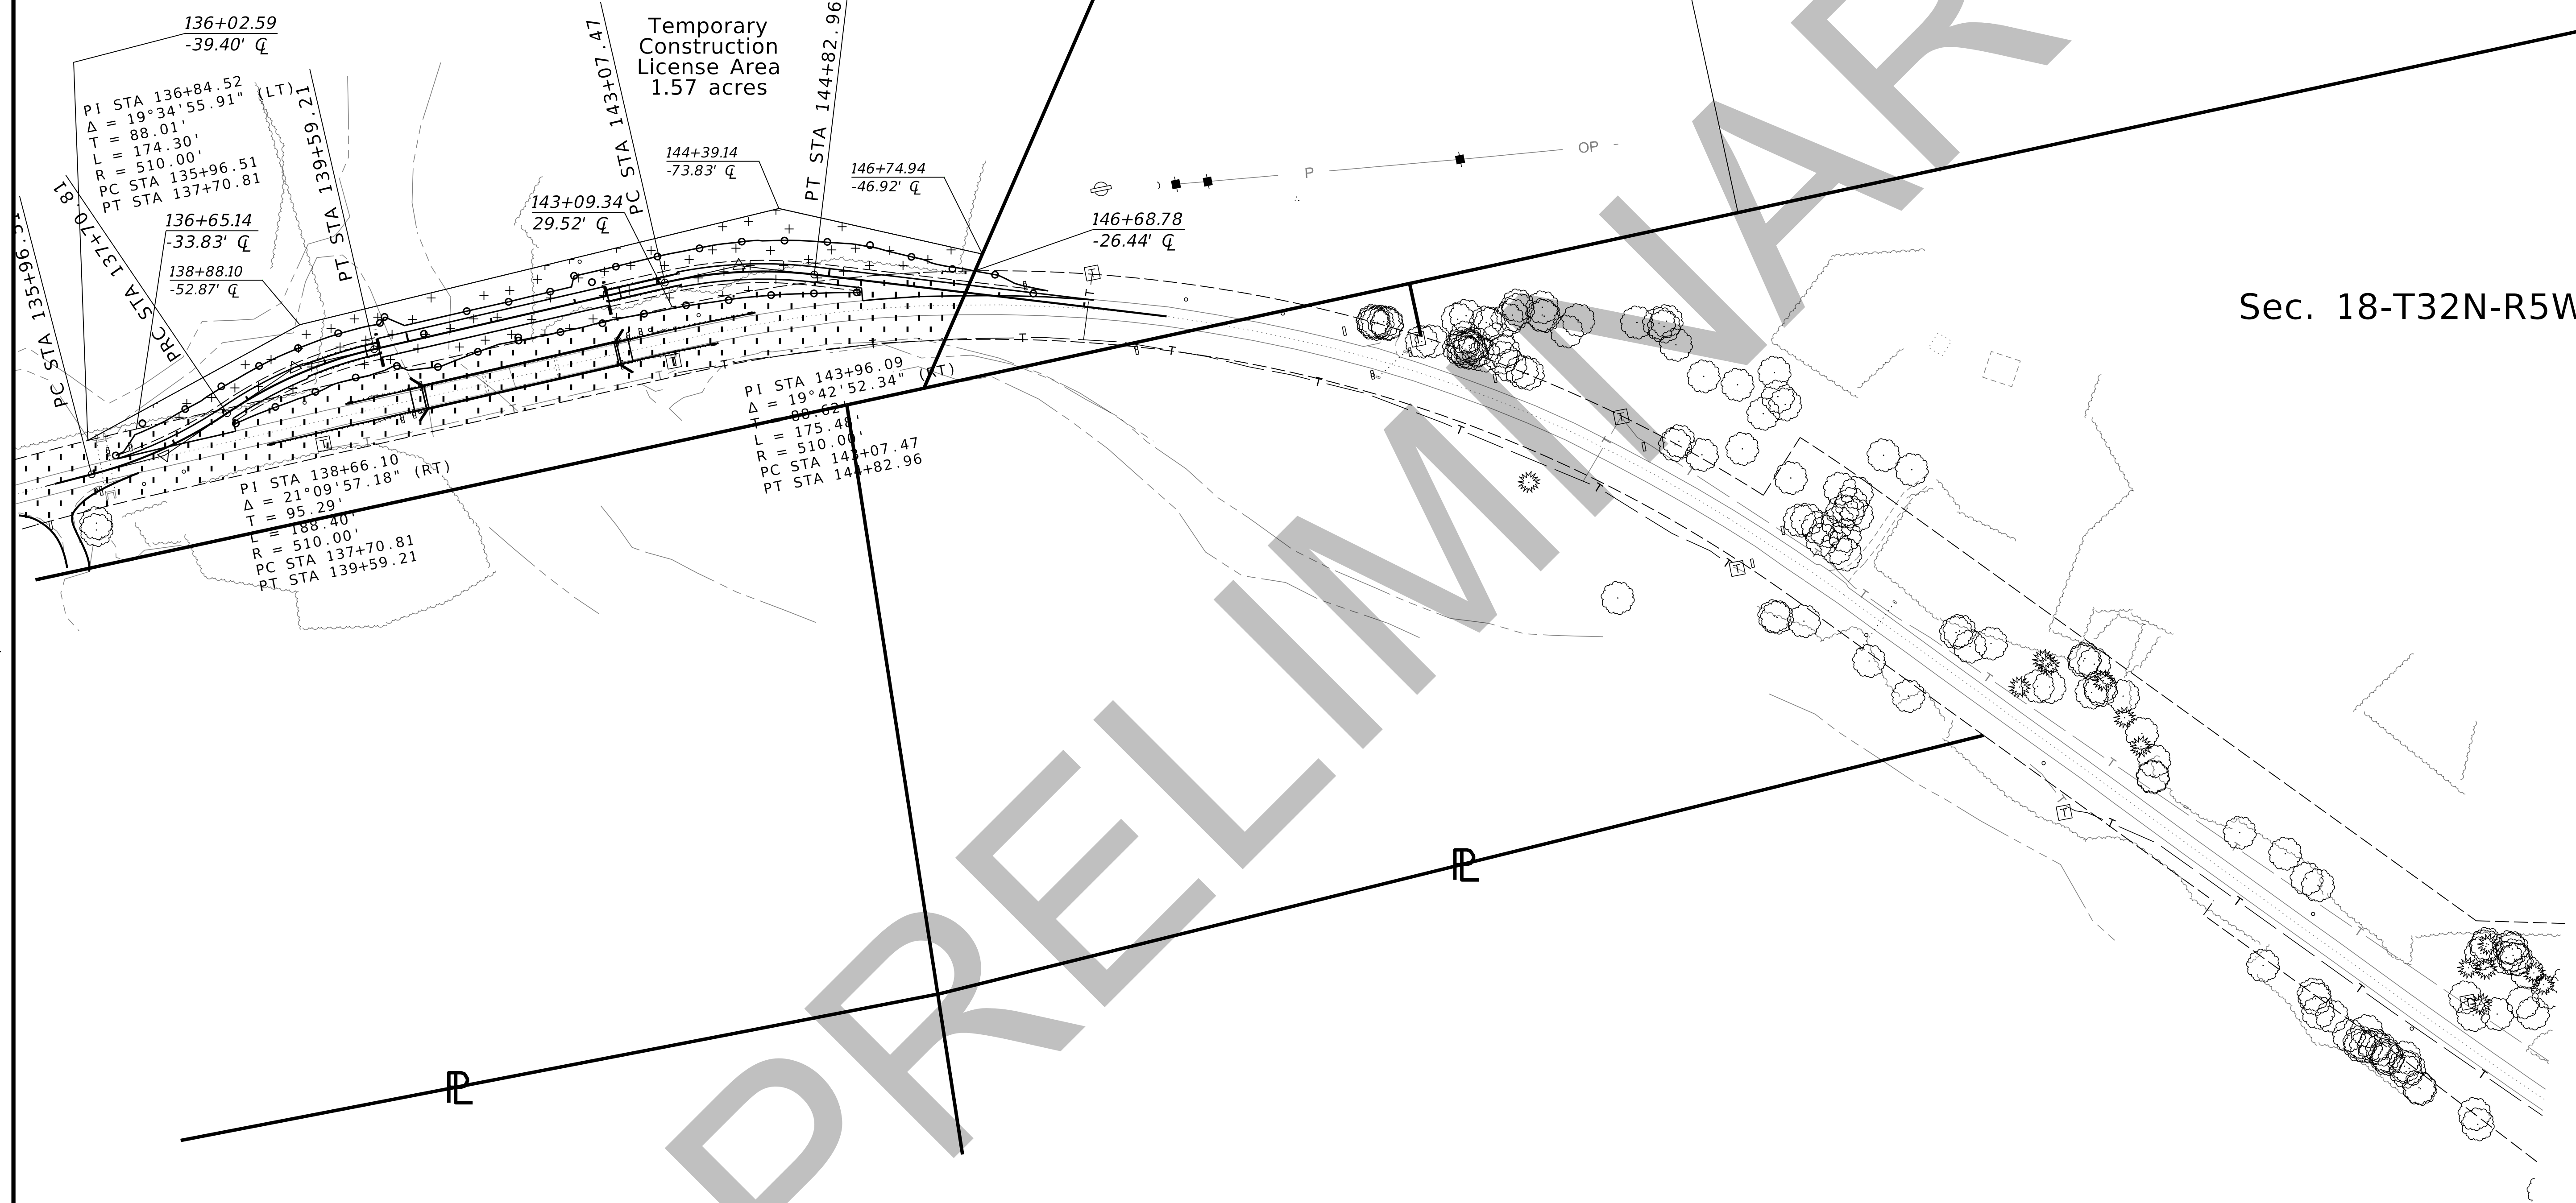 136+02.59
-39.40' ℄
PI STA 136+84.52
Δ = 19°34'55.91" (LT)
T = 88.01'
L = 174.30'
R = 510.00'
PC STA 135+96.51
PT STA 137+70.81
PT STA 139+59.21
136+65.14
-33.83' ℄
138+88.10
-52.87' ℄
PC STA 135+96.51
PRC STA 137+70.81
PC STA 143+07.47
Temporary
Construction
License Area
1.57 acres
PT STA 144+82.96
144+39.14
-73.83' ℄
146+74.94
-46.92' ℄
143+09.34
29.52' ℄
146+68.78
-26.44' ℄
P
OP
Sec. 18-T32N-R5W
PI STA 143+96.09
Δ = 19°42'52.34" (RT)
T = 88.62'
L = 175.48'
R = 510.00'
PC STA 143+07.47
PT STA 144+82.96
PI STA 138+66.10
Δ = 21°09'57.18" (RT)
T = 95.29'
L = 188.40'
R = 510.00'
PC STA 137+70.81
PT STA 139+59.21
PL
PL
PRELIMINAR